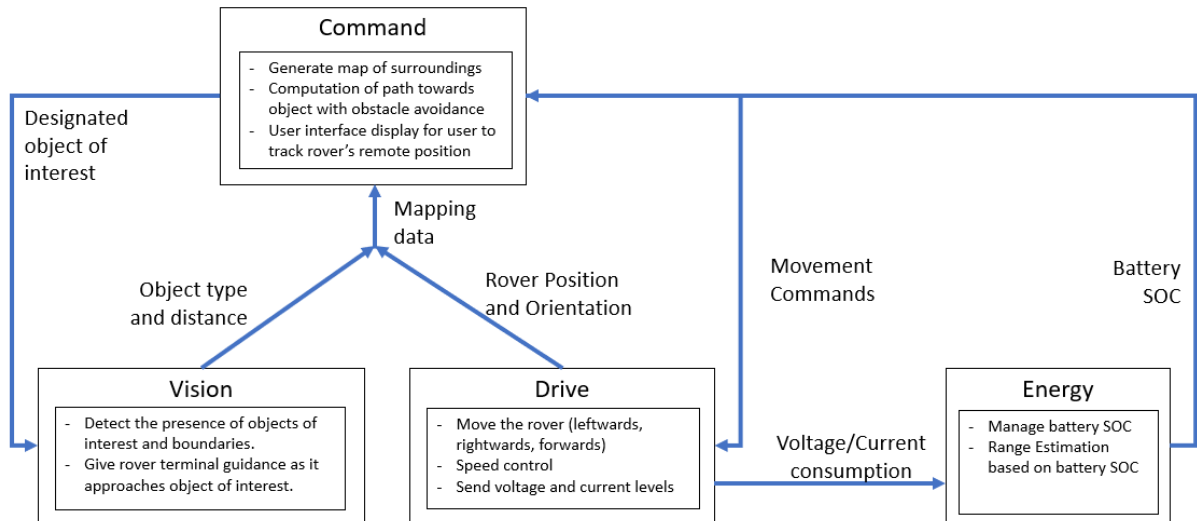 Command
- Generate map of surroundings
- Computation of path towards
object with obstacle avoidance
- User interface display for user to
track rover's remote position
Designated
object of
interest
Mapping
data
Object type
and distance
Rover Position
and Orientation
Movement
Commands
Battery
SOC
Vision
- Detect the presence of objects of
interest and boundaries.
- Give rover terminal guidance as it
approaches object of interest.
Drive
- Move the rover (leftwards,
rightwards, forwards)
- Speed control
- Send voltage and current levels
Voltage/Current
consumption
Energy
- Manage battery SOC
- Range Estimation
based on battery SOC